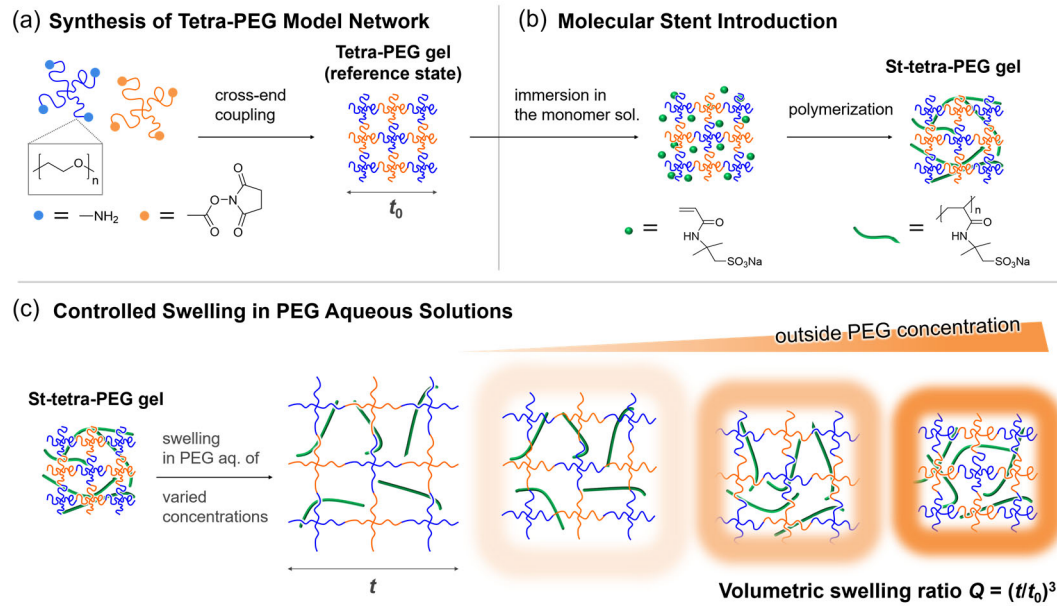 (a) Synthesis of Tetra-PEG Model Network
Tetra-PEG gel
(reference state)
cross-end
coupling
O
n
= —NH₂
=
O
O
N
O
O
t₀
(b) Molecular Stent Introduction
immersion in
the monomer sol.
polymerization
St-tetra-PEG gel
=
O
HN
SO₃Na
=
n
O
HN
SO₃Na
(c) Controlled Swelling in PEG Aqueous Solutions
outside PEG concentration
St-tetra-PEG gel
swelling
in PEG aq. of
varied
concentrations
t
Volumetric swelling ratio Q = (t/t₀)³